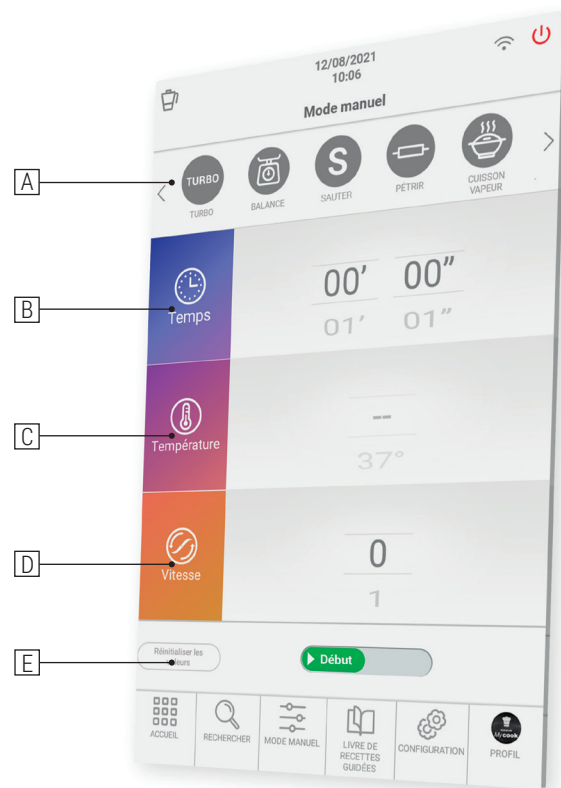 12/08/2021
10:06
Mode manuel
A
TURBO
S
TURBO
BALANCE
SAUTER
PÉTRIR
CUISSON
VAPEUR
B
Temps
00' 00"
01' 01"
C
Température
--
37°
D
Vitesse
0
1
E
Réinitialiser les
Début
ACCUEIL
RECHERCHER
MODE MANUEL
LIVRE DE
RECETTES
GUIDÉES
CONFIGURATION
Mycook
PROFIL